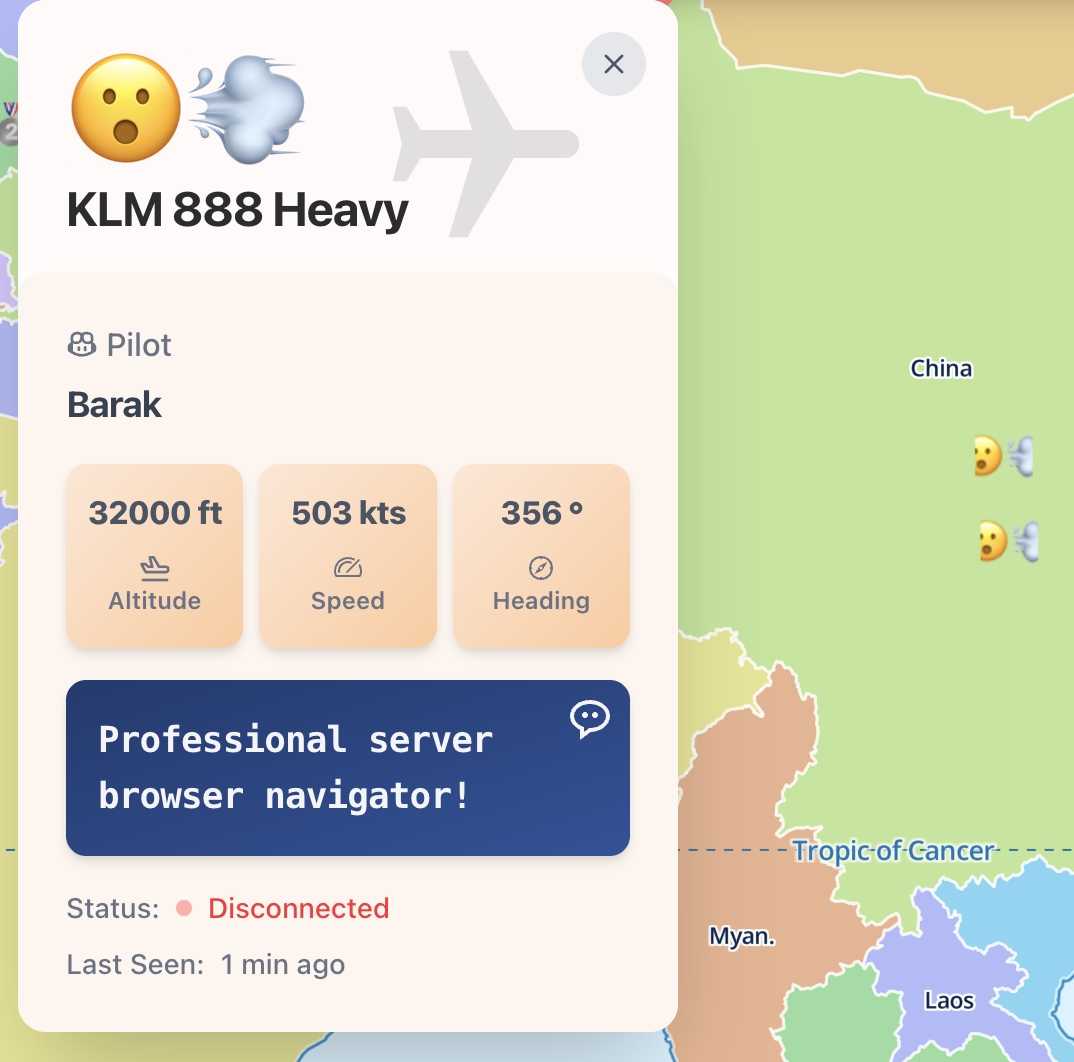 KLM 888 Heavy
Pilot
Barak
32000 ft
Altitude
503 kts
Speed
356 °
Heading
Professional server
browser navigator!
Status: Disconnected
Last Seen: 1 min ago
China
Tropic of Cancer
Myan.
Laos
2